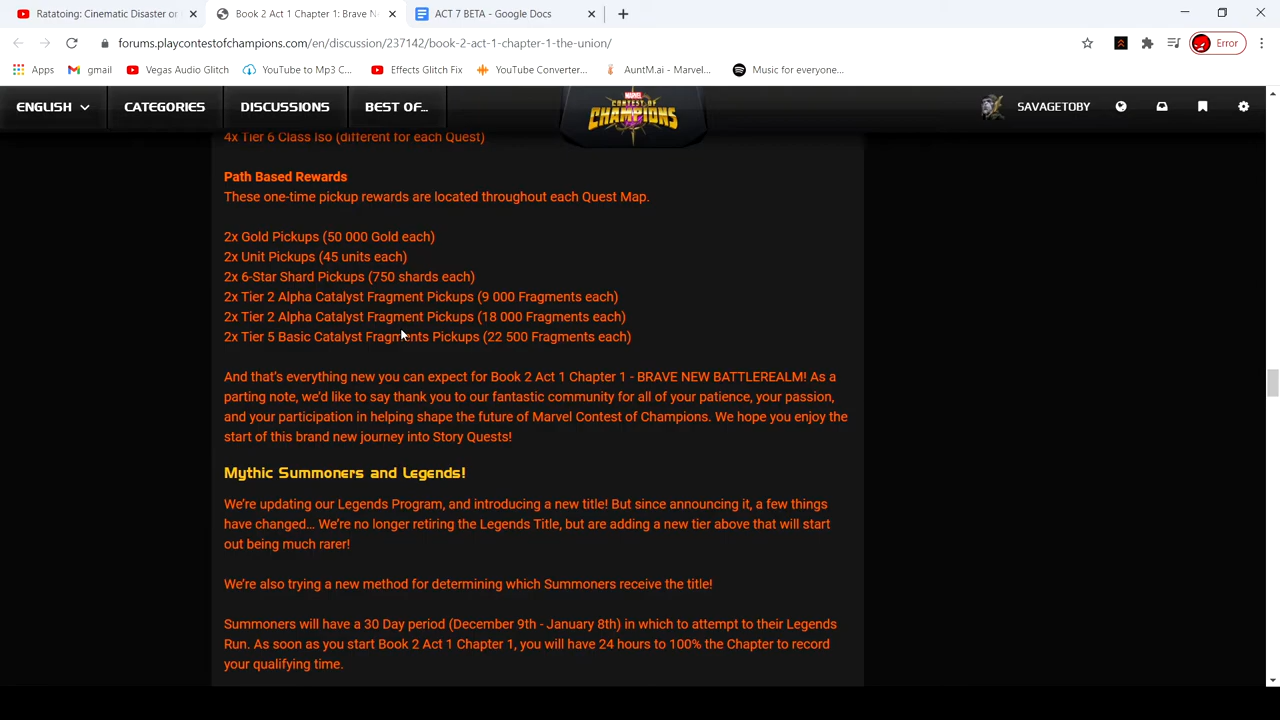 Ratatoing: Cinematic Disaster or
Book 2 Act 1 Chapter 1: Brave N
ACT 7 BETA - Google Docs
forums.playcontestofchampions.com/en/discussion/237142/book-2-act-1-chapter-1-the-union/
Error
Apps
gmail
Vegas Audio Glitch
YouTube to Mp3 C...
Effects Glitch Fix
YouTube Converter...
AuntM.ai - Marvel...
Music for everyone...
ENGLISH
CATEGORIES
DISCUSSIONS
BEST OF...
MARVEL
CONTEST OF
CHAMPIONS
SAVAGETOBY
4x Tier 6 Class Iso (different for each Quest)
Path Based Rewards
These one-time pickup rewards are located throughout each Quest Map.
2x Gold Pickups (50 000 Gold each)
2x Unit Pickups (45 units each)
2x 6-Star Shard Pickups (750 shards each)
2x Tier 2 Alpha Catalyst Fragment Pickups (9 000 Fragments each)
2x Tier 2 Alpha Catalyst Fragment Pickups (18 000 Fragments each)
2x Tier 5 Basic Catalyst Fragments Pickups (22 500 Fragments each)
And that's everything new you can expect for Book 2 Act 1 Chapter 1 - BRAVE NEW BATTLEREALM! As a
parting note, we'd like to say thank you to our fantastic community for all of your patience, your passion,
and your participation in helping shape the future of Marvel Contest of Champions. We hope you enjoy the
start of this brand new journey into Story Quests!
Mythic Summoners and Legends!
We're updating our Legends Program, and introducing a new title! But since announcing it, a few things
have changed... We're no longer retiring the Legends Title, but are adding a new tier above that will start
out being much rarer!
We're also trying a new method for determining which Summoners receive the title!
Summoners will have a 30 Day period (December 9th - January 8th) in which to attempt to their Legends
Run. As soon as you start Book 2 Act 1 Chapter 1, you will have 24 hours to 100% the Chapter to record
your qualifying time.